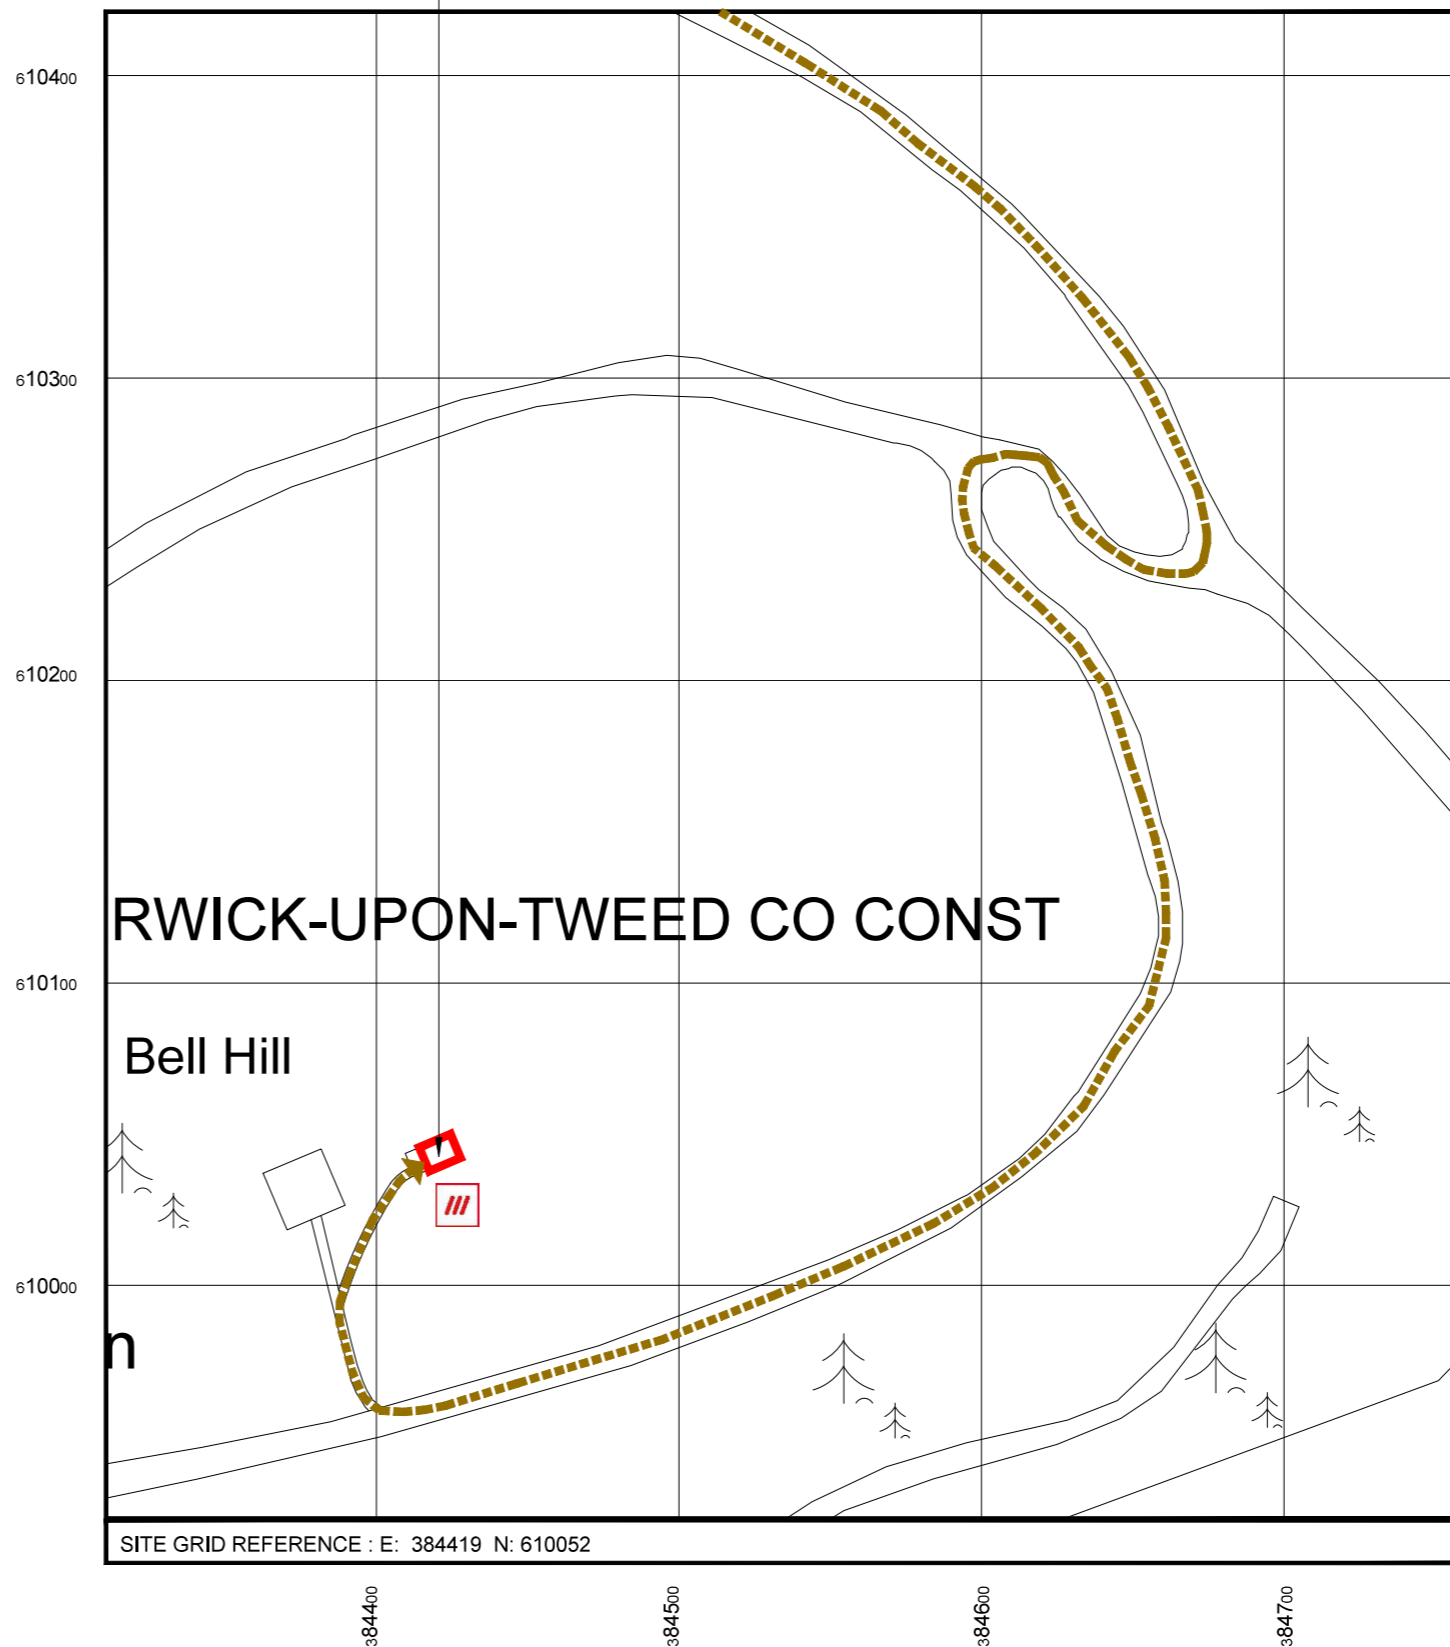 610400
610300
610200
RWICK-UPON-TWEED CO CONST
610100
Bell Hill
610000
n
SITE GRID REFERENCE : E: 384419 N: 610052
384400
384500
384600
384700